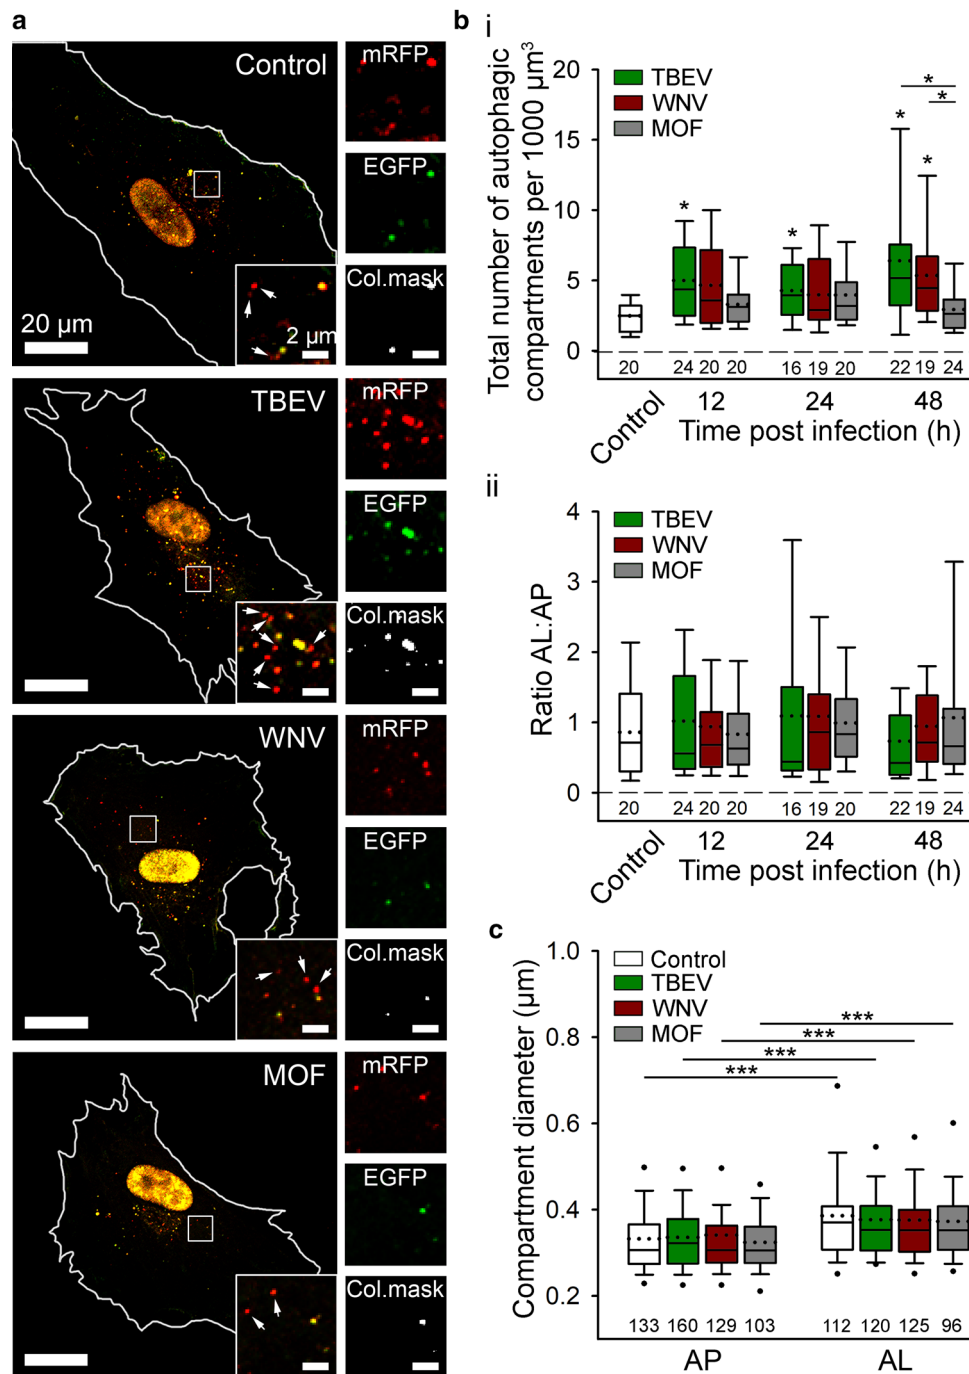 a
Control
mRFP
EGFP
Col.mask
20 µm
2 µm
TBEV
mRFP
EGFP
Col.mask
WNV
mRFP
EGFP
Col.mask
MOF
mRFP
EGFP
Col.mask
b
i
Total number of autophagic
compartments per 1000 µm³
20
15
10
5
0
TBEV
WNV
MOF
* * * * * *
20 24 20 20 16 19 20 22 19 24
Control
12 24 48
Time post infection (h)
ii
Ratio AL:AP
4
3
2
1
0
TBEV
WNV
MOF
20 24 20 20 16 19 20 22 19 24
Control
12 24 48
Time post infection (h)
c
Compartment diameter (µm)
1.0
0.8
0.6
0.4
0.2
Control
TBEV
WNV
MOF
***
***
***
***
133 160 129 103 112 120 125 96
AP AL